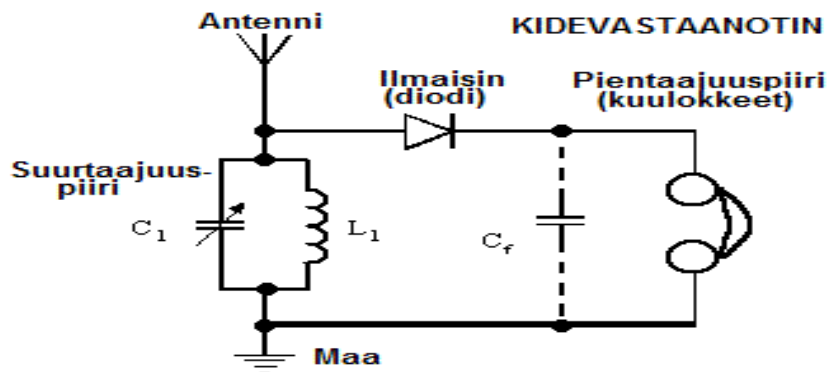 Antenni
KIDEVASTAANOTIN
Ilmaisin
(diodi)
Pientaajuuspiiri
(kuulokkeet)
Suurtaajuus-
piiri
C1
L1
Cf
Maa